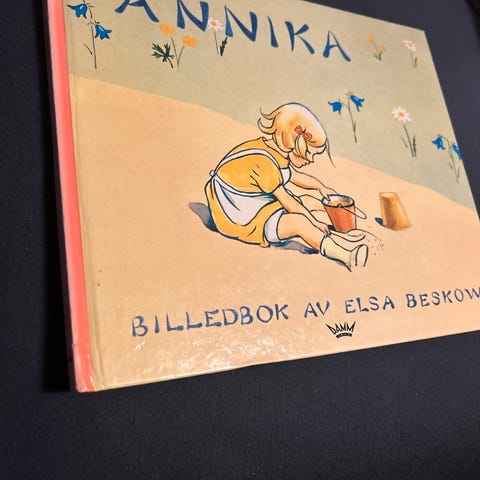 ANNIKA
BILLEDBOK AV ELSA BESKOW
DAMM